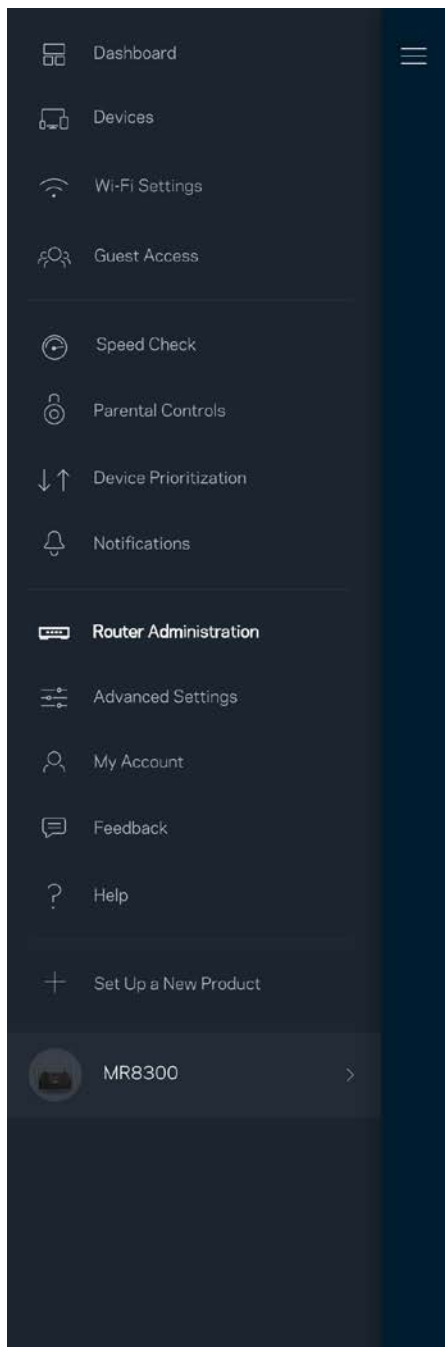 Dashboard
Devices
Wi-Fi Settings
Guest Access
Speed Check
Parental Controls
Device Prioritization
Notifications
Router Administration
Advanced Settings
My Account
Feedback
Help
Set Up a New Product
MR8300